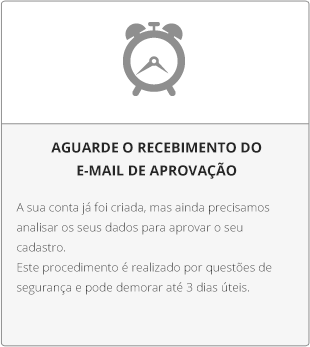 AGUARDE O RECEBIMENTO DO
E-MAIL DE APROVAÇÃO
A sua conta já foi criada, mas ainda precisamos
analisar os seus dados para aprovar o seu
cadastro.
Este procedimento é realizado por questões de
segurança e pode demorar até 3 dias úteis.